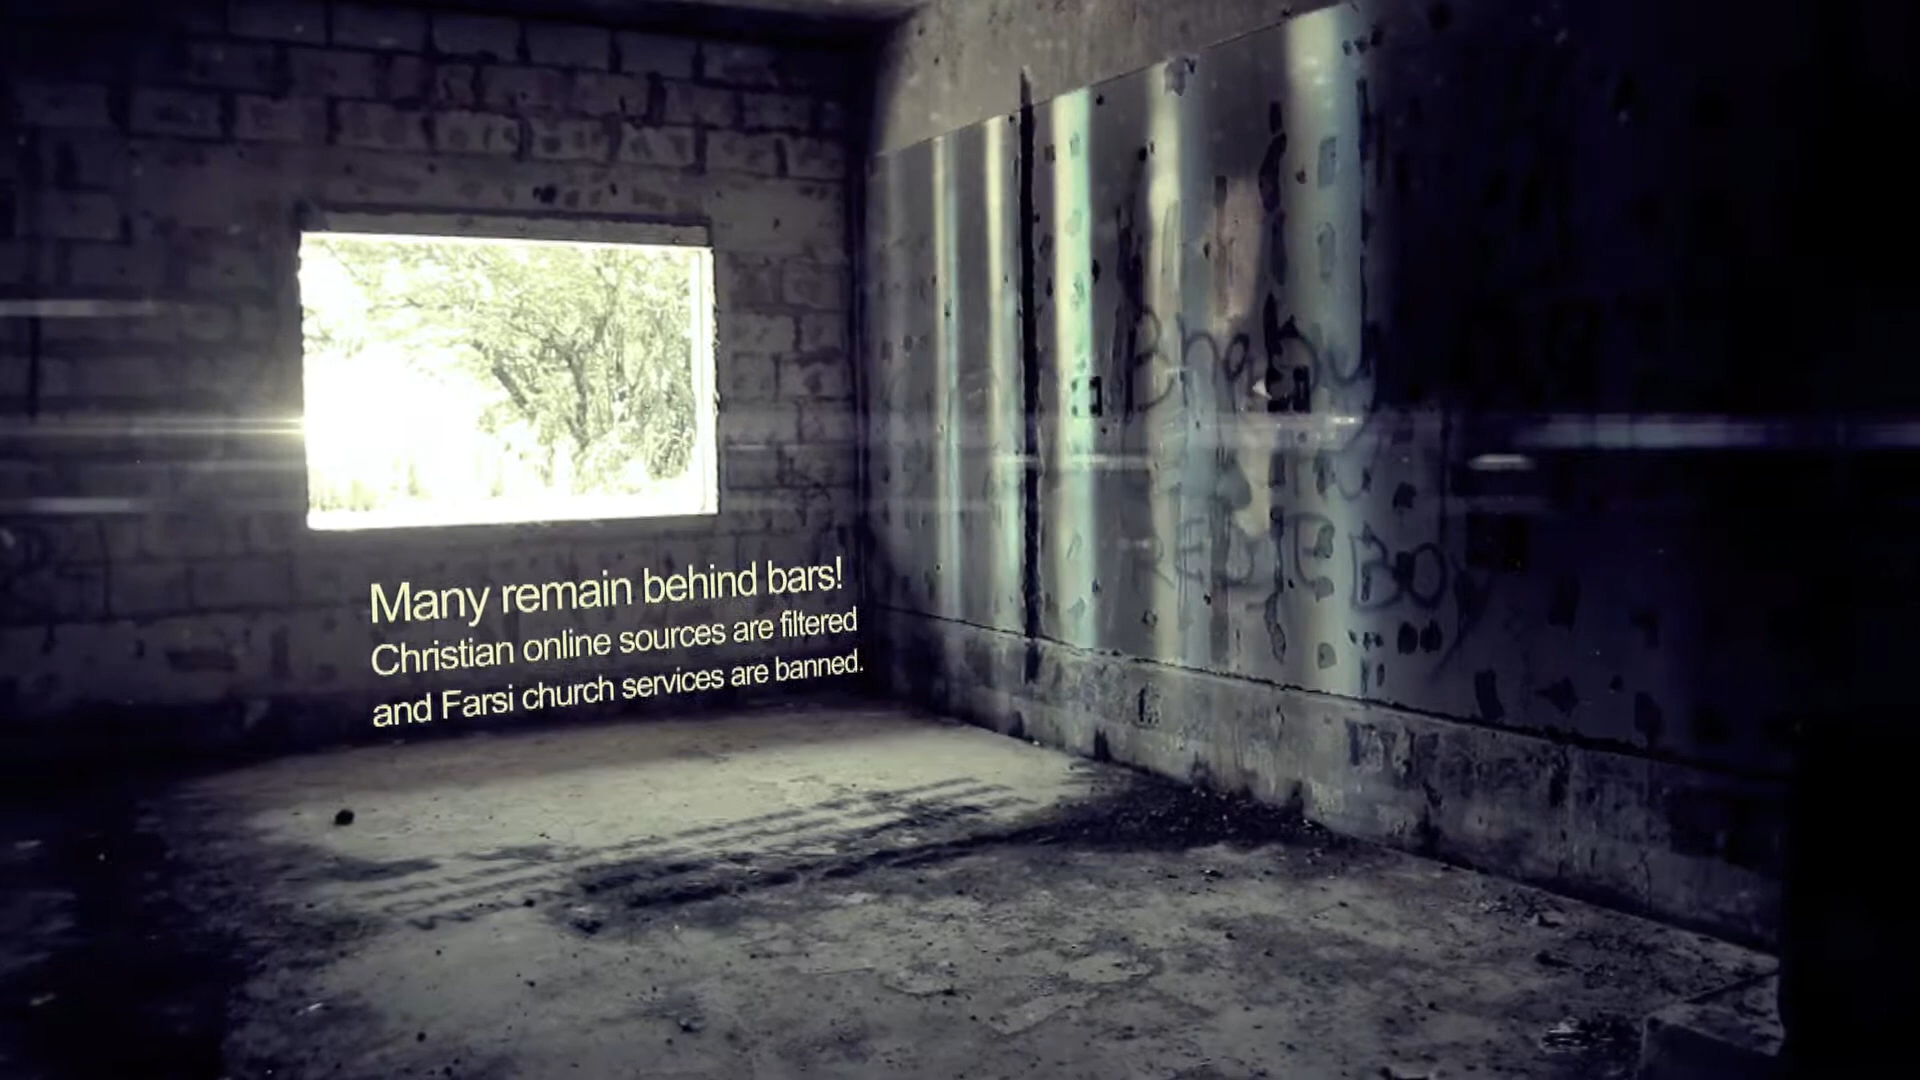 Many remain behind bars!
Christian online sources are filtered
and Farsi church services are banned.